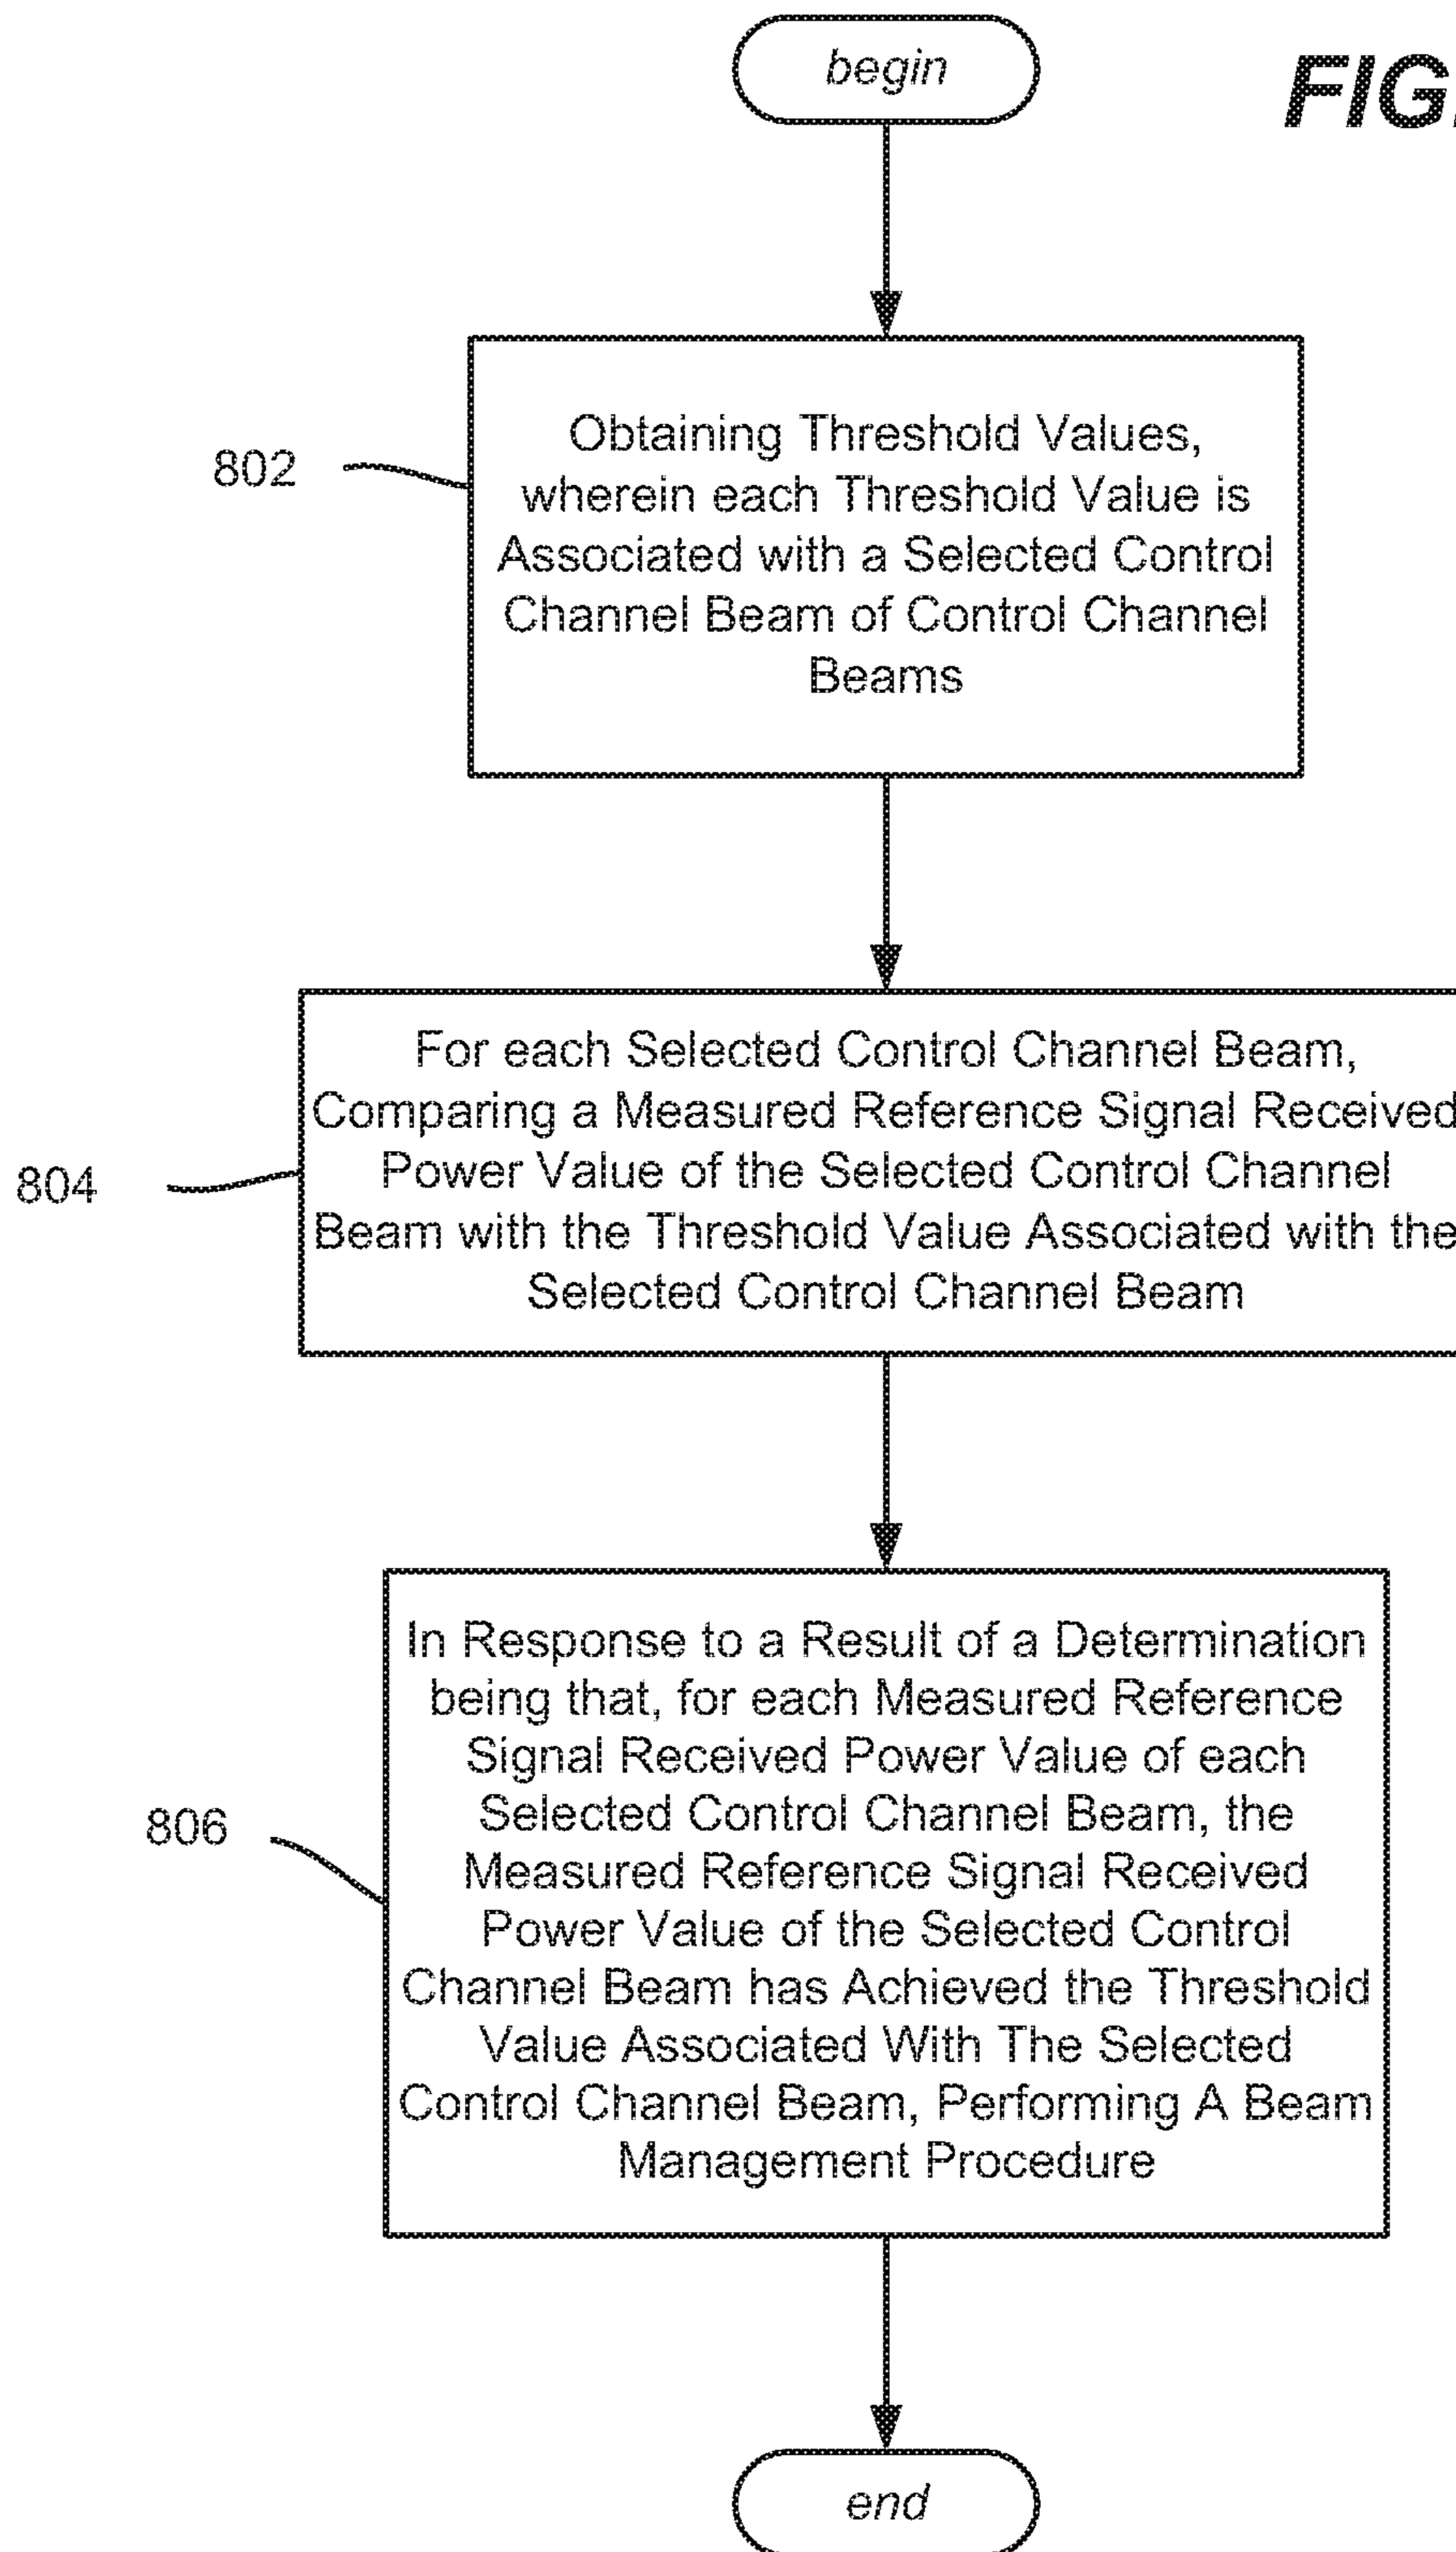 begin
FIG
802
Obtaining Threshold Values,
wherein each Threshold Value is
Associated with a Selected Control
Channel Beam of Control Channel
Beams
804
For each Selected Control Channel Beam,
Comparing a Measured Reference Signal Received
Power Value of the Selected Control Channel
Beam with the Threshold Value Associated with the
Selected Control Channel Beam
806
In Response to a Result of a Determination
being that, for each Measured Reference
Signal Received Power Value of each
Selected Control Channel Beam, the
Measured Reference Signal Received
Power Value of the Selected Control
Channel Beam has Achieved the Threshold
Value Associated With The Selected
Control Channel Beam, Performing A Beam
Management Procedure
end